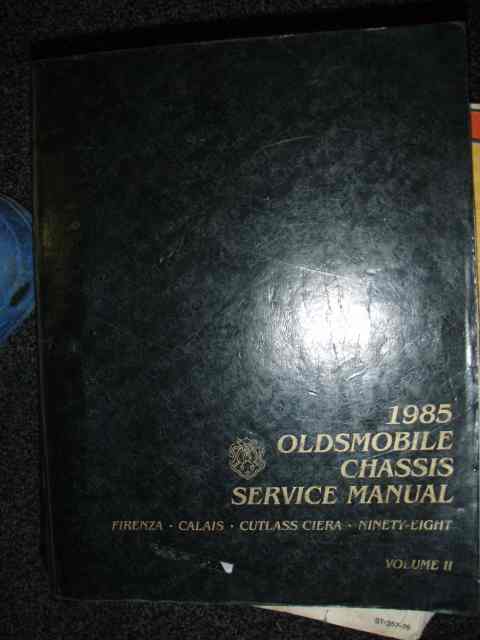 1985
OLDSMOBILE
CHASSIS
SERVICE MANUAL
FIRENZA · CALAIS · CUTLASS CIERA · NINETY-EIGHT
VOLUME II